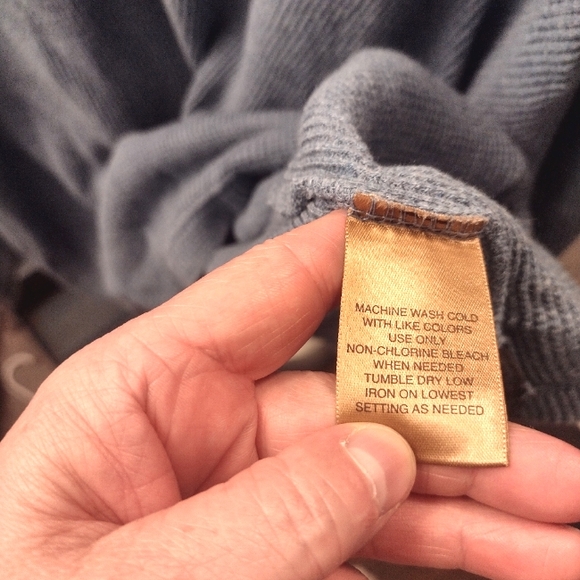 MACHINE WASH COLD
WITH LIKE COLORS
USE ONLY
NON-CHLORINE BLEACH
WHEN NEEDED
TUMBLE DRY LOW
IRON ON LOWEST
SETTING AS NEEDED